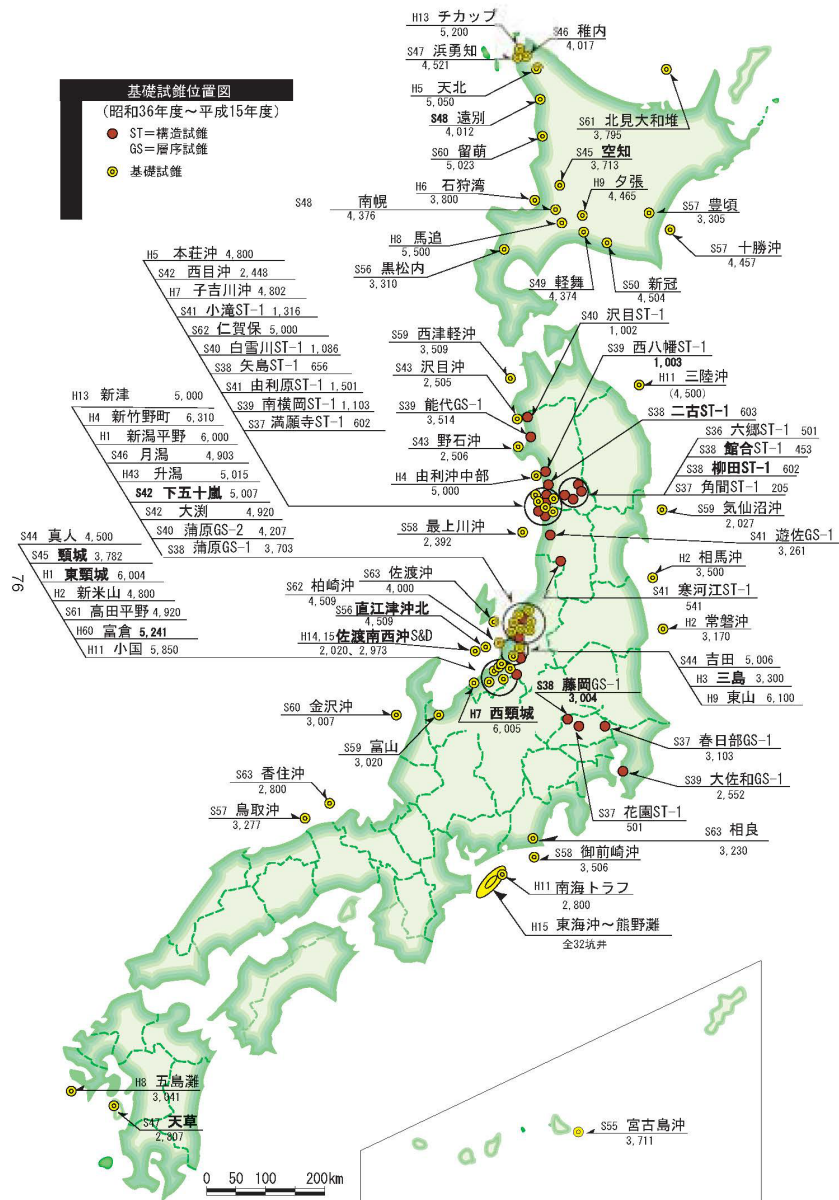 H13 チカップ
5,200
S46 稚内
4,017
S47 浜勇知
4,521
H5 天北
5,050
S48 遠別
4,012
S60 留萌
5,023
S61 北見大和堆
3,795
S45 空知
3,713
H6 石狩湾
3,800
H9 夕張
4,465
S57 豊頃
3,305
S48 南幌
4,376
H8 馬追
5,500
S57 十勝沖
4,457
S56 黒松内
3,310
S49 軽舞
4,374
S50 新冠
4,504
基礎試錐位置図
(昭和36年度～平成15年度)
ST=構造試錐
GS=層序試錐
基礎試錐
H5 本荘沖 4,800
S42 西目沖 2,448
H7 子吉川沖 4,802
S41 小滝ST-1 1,316
S62 仁賀保 5,000
S40 白雪川ST-1 1,086
S38 矢島ST-1 656
S41 由利原ST-1 1,501
S39 南横岡ST-1 1,103
S37 満願寺ST-1 602
H13 新津 5,000
H4 新竹野町 6,310
H1 新潟平野 6,000
S46 月潟 4,903
H43 升潟 5,015
S42 下五十嵐 5,007
S42 大渕 4,920
S40 蒲原GS-2 4,207
S38 蒲原GS-1 3,703
S44 真人 4,500
S45 頸城 3,782
H1 東頸城 6,004
H2 新米山 4,800
S61 高田平野 4,920
H60 富倉 5,241
H11 小国 5,850
76
S40 沢目ST-1
1,002
S59 西津軽沖
3,509
S39 西八幡ST-1
1,003
S43 沢目沖
2,505
H11 三陸沖
(4,500)
S39 能代GS-1
3,514
S38 二古ST-1 603
S36 六郷ST-1 501
S38 館合ST-1 453
S38 柳田ST-1 602
S37 角間ST-1 205
S43 野石沖
2,506
H4 由利沖中部
5,000
S59 気仙沼沖
2,027
S58 最上川沖
2,392
S41 遊佐GS-1
3,261
H2 相馬沖
3,500
S41 寒河江ST-1
541
S63 佐渡沖
4,000
S62 柏崎沖
4,509
S56 直江津沖北
4,509
H14,15 佐渡南西沖S&D
2,020、2,973
H2 常磐沖
3,170
S44 吉田 5,006
H3 三島 3,300
H9 東山 6,100
S38 藤岡GS-1
3,004
H7 西頸城
6,005
S60 金沢沖
3,007
S59 富山
3,020
S37 春日部GS-1
3,103
S39 大佐和GS-1
2,552
S63 香住沖
2,800
S57 鳥取沖
3,277
S37 花園ST-1
501
S63 相良
3,230
S58 御前崎沖
3,506
H11 南海トラフ
2,800
H15 東海沖～熊野灘
全32坑井
H8 五島灘
3,041
S47 天草
2,807
S55 宮古島沖
3,711
0 50 100 200km